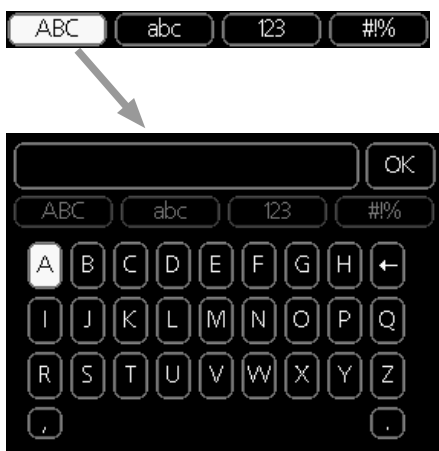 ABC abc 123 #!%
OK
ABC abc 123 #!%
A B C D E F G H ←
I J K L M N O P Q
R S T U V W X Y Z
, .